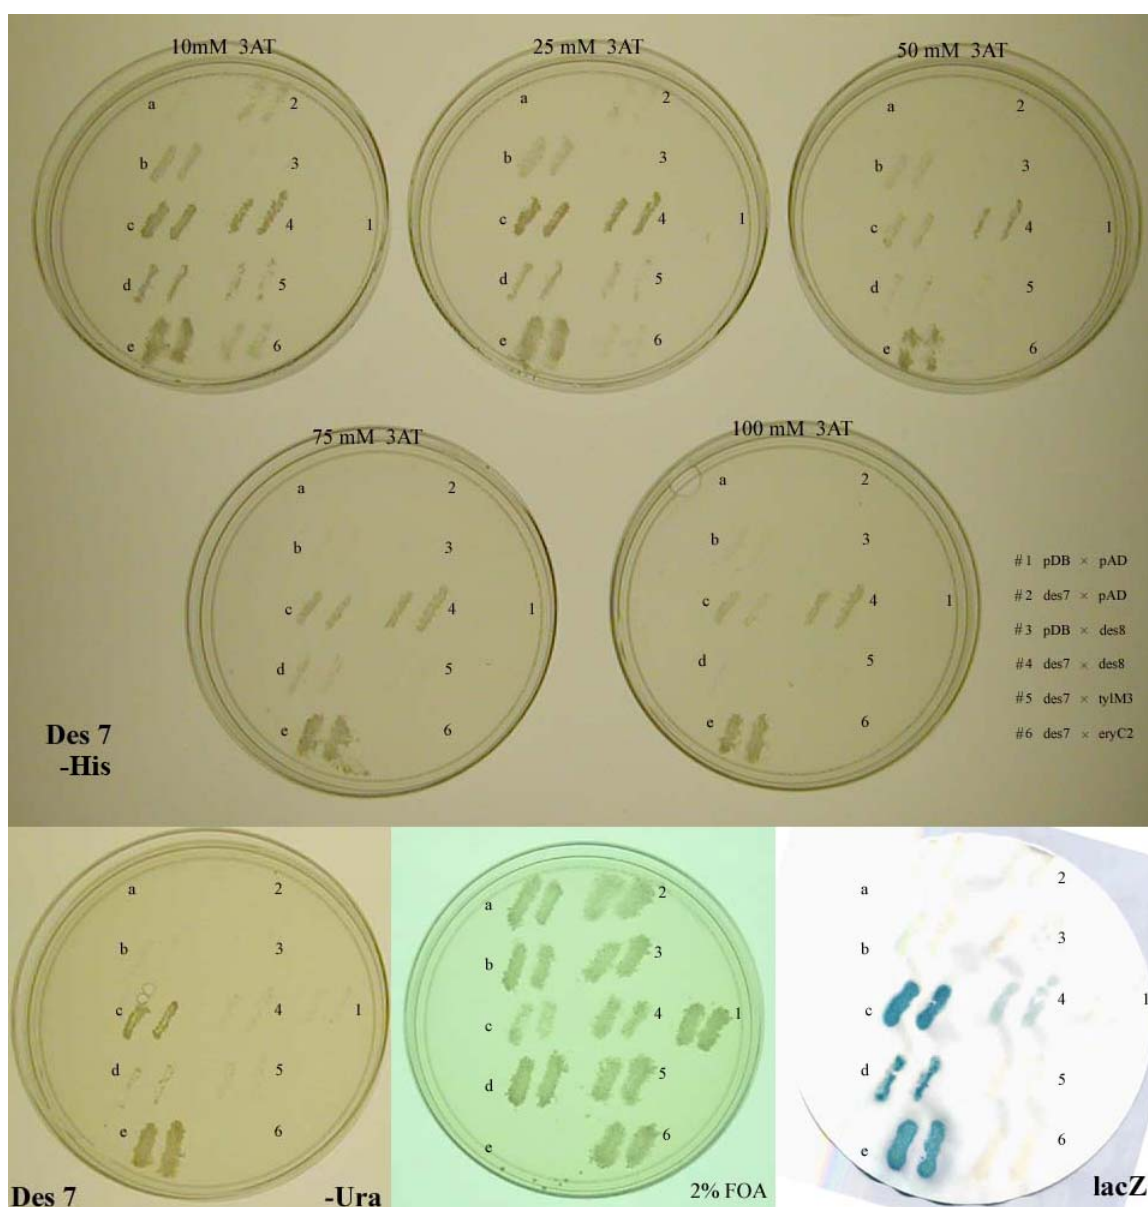 10mM 3AT
25 mM 3AT
50 mM 3AT
a 2
b 3
c 4 1
d 5
e 6
a 2
b 3
c 4 1
d 5
e 6
a 2
b 3
c 4 1
d 5
e 6
75 mM 3AT
100 mM 3AT
a 2
b 3
c 4 1
d 5
e 6
a 2
b 3
c 4 1
d 5
e 6
#1 pDB × pAD
#2 des7 × pAD
#3 pDB × des8
#4 des7 × des8
#5 des7 × tylM3
#6 des7 × eryC2
Des 7
-His
a 2
b 3
c 4 1
d 5
e 6
Des 7 -Ura
a 2
b 3
c 4 1
d 5
e 6
2% FOA
a 2
b 3
c 4 1
d 5
e 6
lacZ